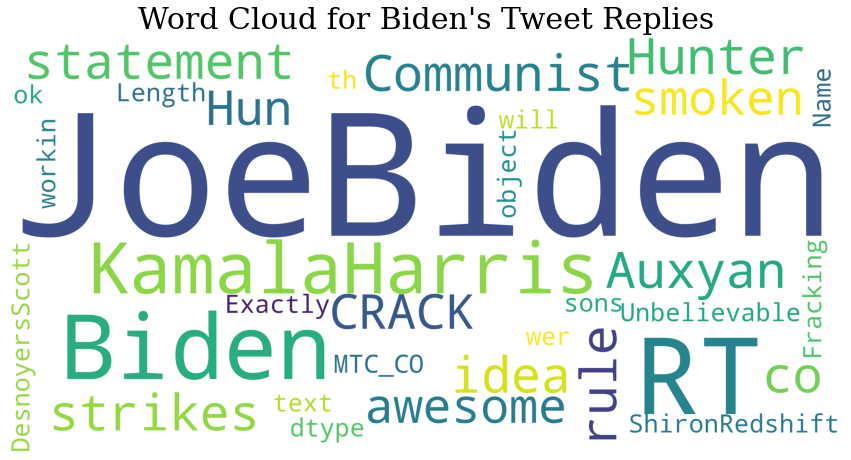 Word Cloud for Biden's Tweet Replies
statement
Communist
Hunter
th
ok
Length
Hun
smoken
Name
will
workin
object
JoeBiden
KamalaHarris
Auxyan
Fracking
DesnoyersScott
Exactly
CRACK
sons
Unbelievable
Biden
MTC_CO
wer
idea
rule
RT
co
strikes
text
dtype
awesome
ShironRedshift